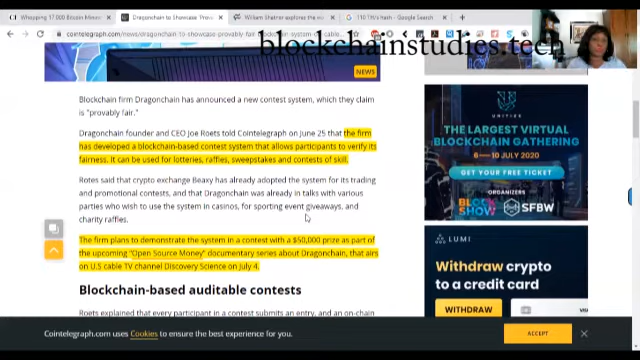 Whopping 17,000 Bitcoin Miner
Dragonchain to Showcase 'Prova
William Shatner explores the
110 TH/s hash - Google Search
cointelegraph.com/news/dragonchain-to-showcase-provably-fair-blockchain-system-on-cable...
blockchainstudies.tech
NEWS
Blockchain firm Dragonchain has announced a new contest system, which they claim
is "provably fair."
Dragonchain founder and CEO Joe Roets told Cointelegraph on June 25 that the firm
has developed a blockchain-based contest system that allows participants to verify its
fairness. It can be used for lotteries, raffles, sweepstakes and contests of skill.
Rotes said that crypto exchange Beaxy has already adopted the system for its trading
and promotional contests, and that Dragonchain was already in talks with various
parties who wish to use the system in casinos, for sporting event giveaways, and
charity raffles.
The firm plans to demonstrate the system in a contest with a $50,000 prize as part of
the upcoming "Open Source Money" documentary series about Dragonchain, that airs
on U.S cable TV channel Discovery Science on July 4.
Blockchain-based auditable contests
Roets explained that every participant in a contest submits an entry, and an on-chain
UNITIZE
THE LARGEST VIRTUAL
BLOCKCHAIN GATHERING
6—10 JULY 2020
GET YOUR FREE TICKET
ORGANIZERS
BLOCK
SHOW
SFBW
LUMI
Withdraw crypto
to a credit card
WITHDRAW
Cointelegraph.com uses Cookies to ensure the best experience for you.
ACCEPT